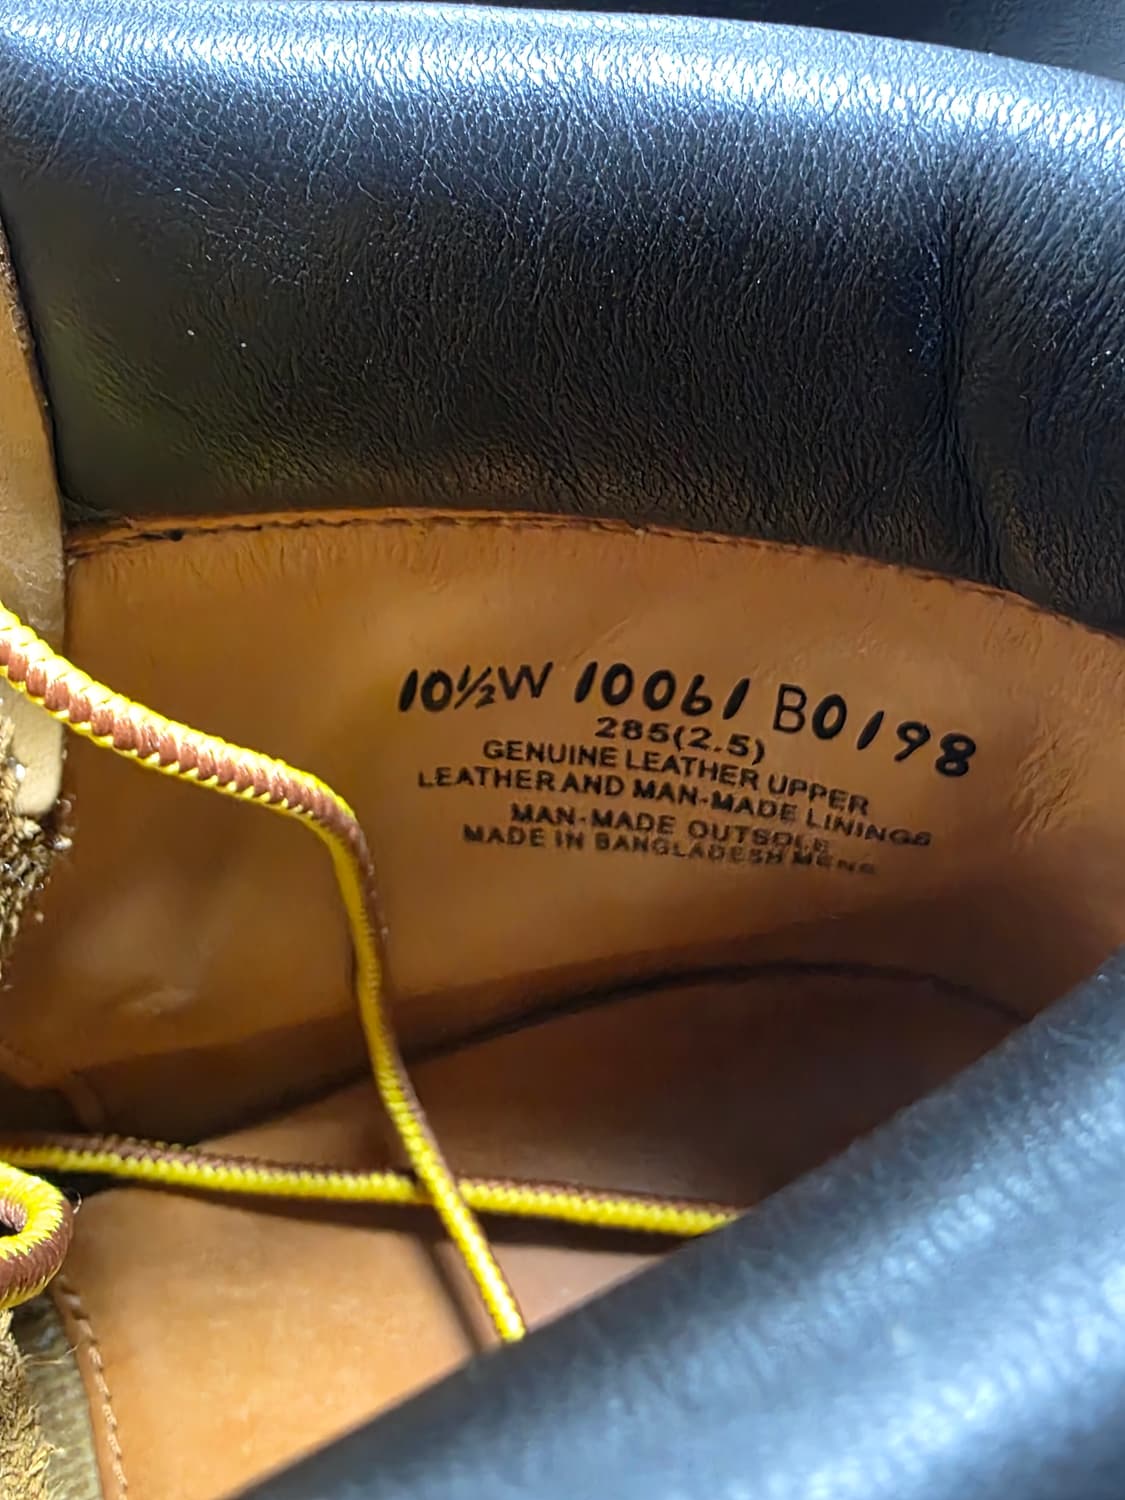 10½W 10061 B0198
285(2.5)
GENUINE LEATHER UPPER
LEATHER AND MAN-MADE LININGS
MAN-MADE OUTSOLE
MADE IN BANGLADESH MENS